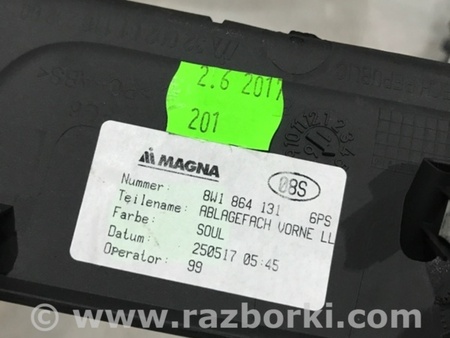 2.6 2017
201
MAGNA
08S
Nummer: 8W1 864 131 6PS
Teilename: ABLAGEFACH VORNE LL
Farbe: SOUL
Datum: 250517 05:45
Operator: 99
www.razborki.com